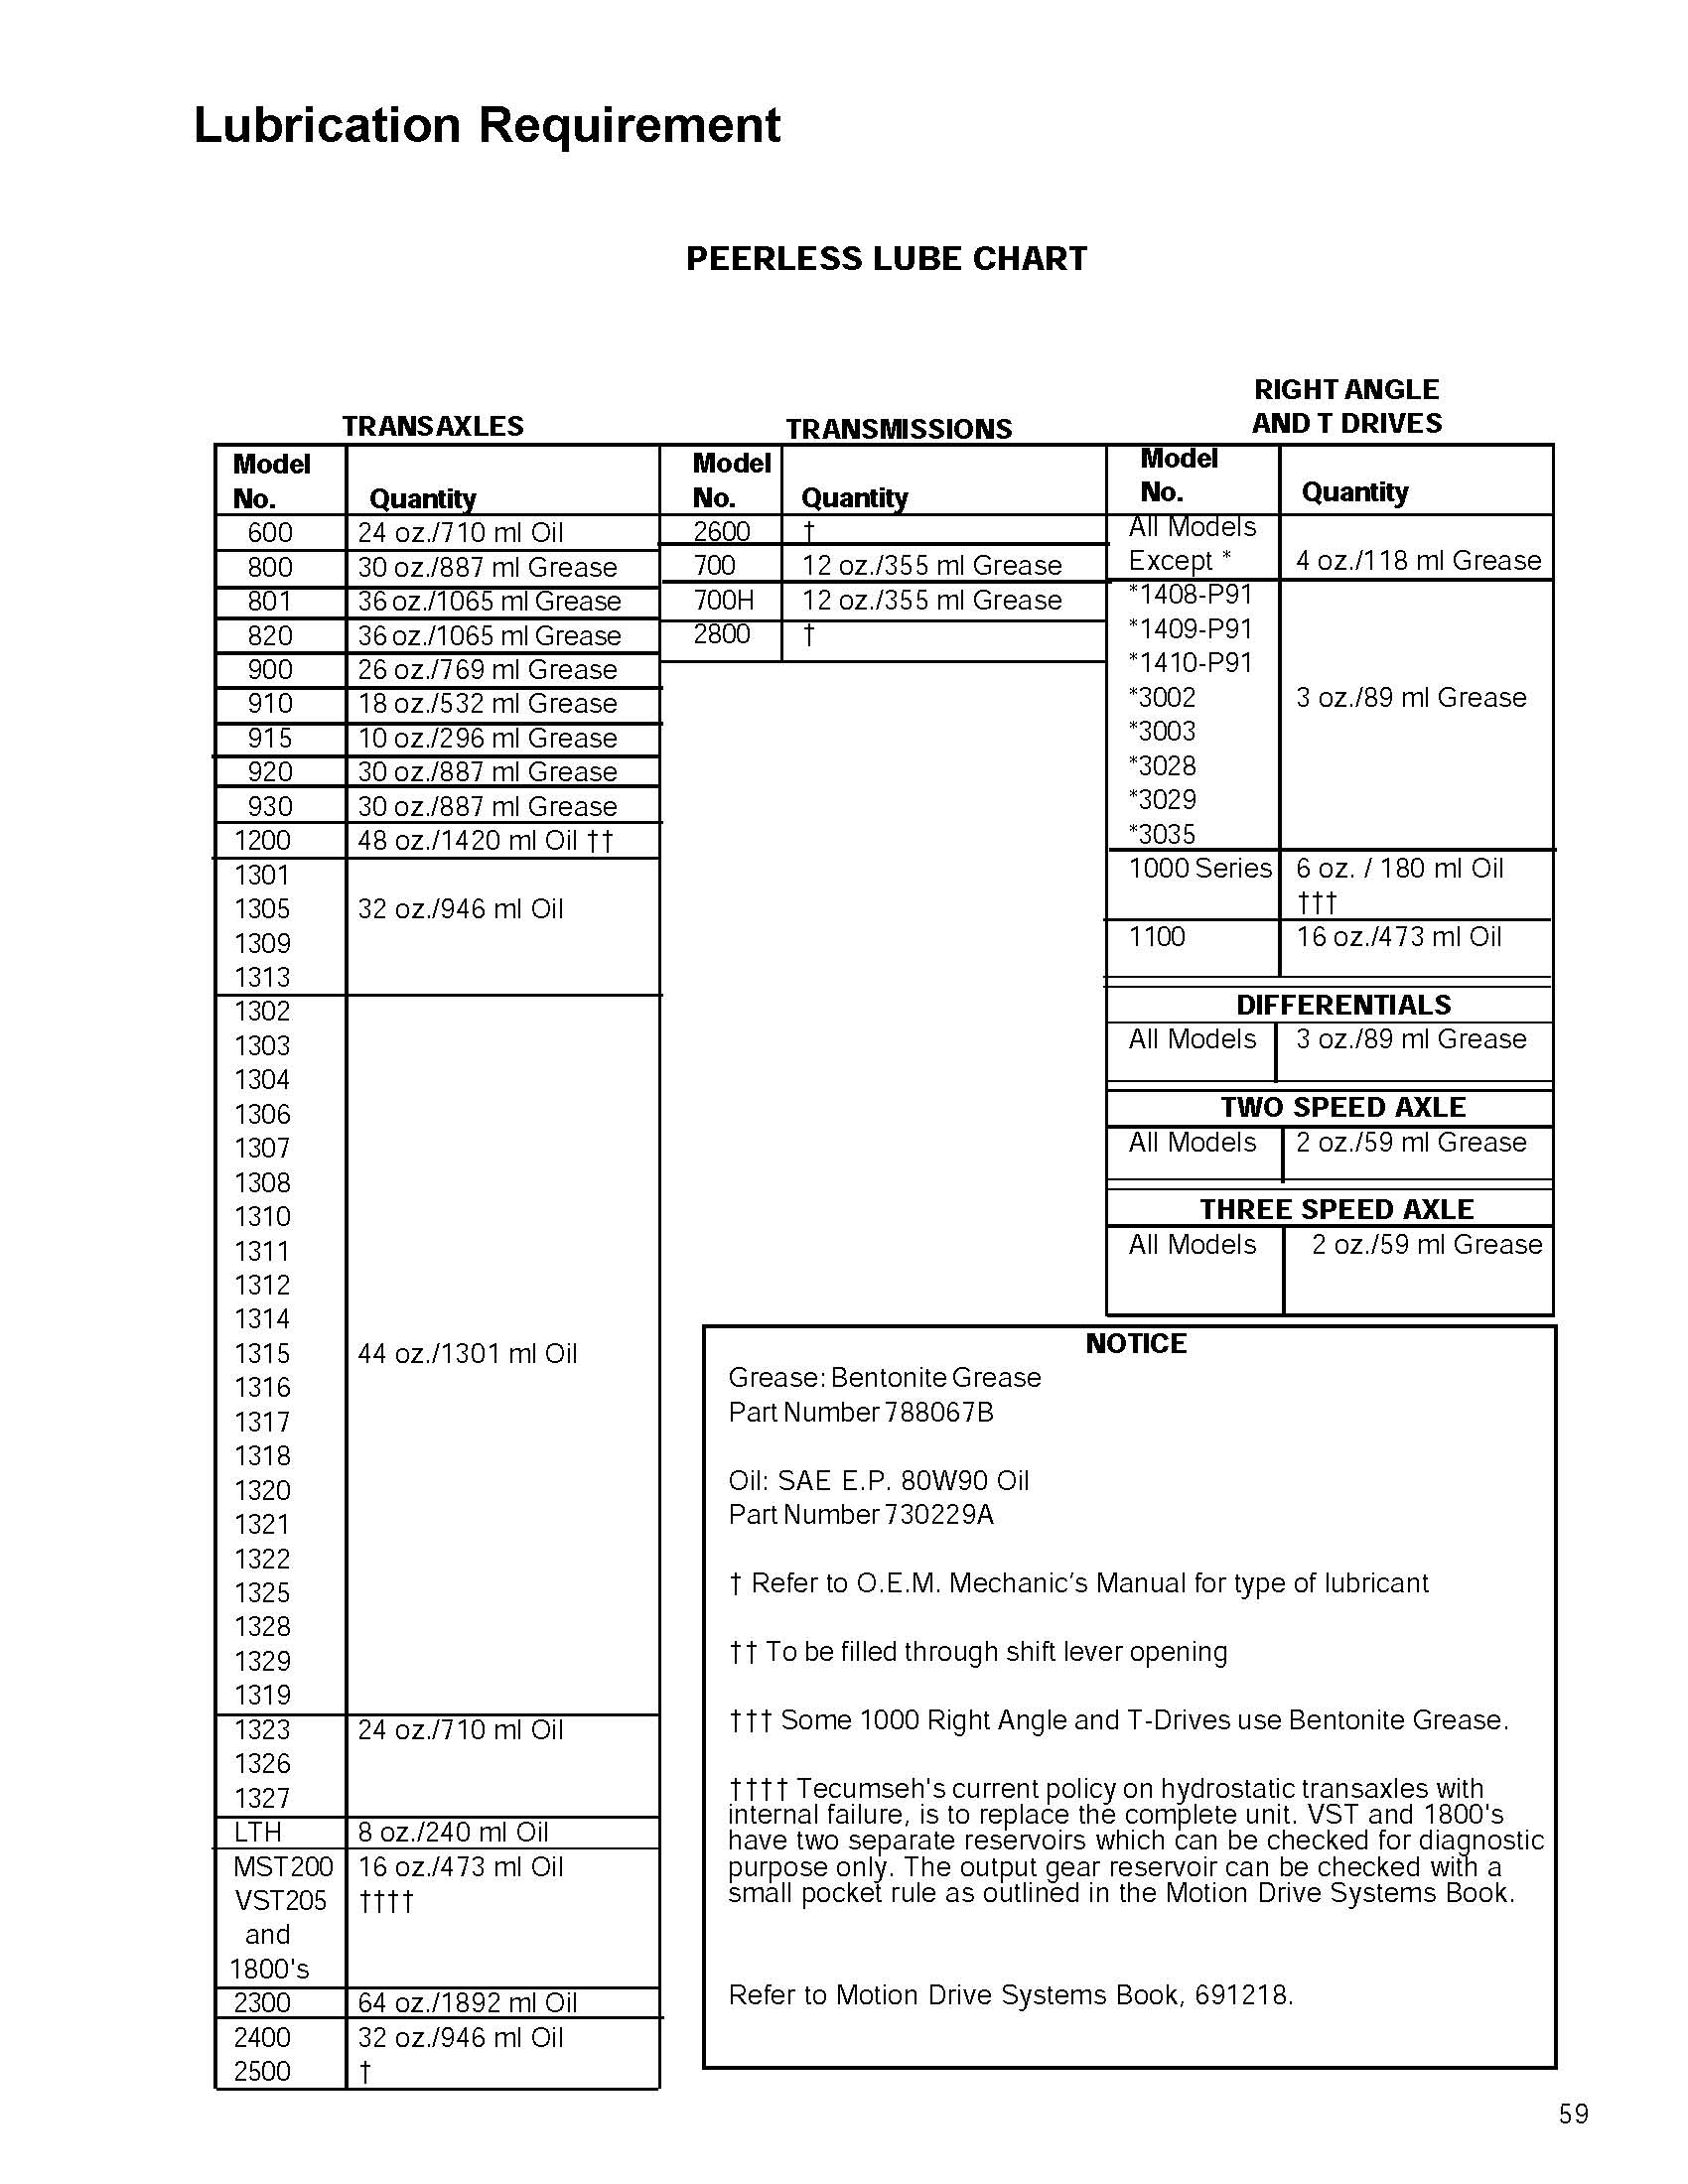 Lubrication Requirement
PEERLESS LUBE CHART
TRANSAXLES
Model
No. Quantity
600 24 oz./710 ml Oil
800 30 oz./887 ml Grease
801 36 oz./1065 ml Grease
820 36 oz./1065 ml Grease
900 26 oz./769 ml Grease
910 18 oz./532 ml Grease
915 10 oz./296 ml Grease
920 30 oz./887 ml Grease
930 30 oz./887 ml Grease
1200 48 oz./1420 ml Oil ††
1301
1305 32 oz./946 ml Oil
1309
1313
1302
1303
1304
1306
1307
1308
1310
1311
1312
1314
1315 44 oz./1301 ml Oil
1316
1317
1318
1320
1321
1322
1325
1328
1329
1319
1323 24 oz./710 ml Oil
1326
1327
LTH 8 oz./240 ml Oil
MST200 16 oz./473 ml Oil
VST205 ††††
and
1800's
2300 64 oz./1892 ml Oil
2400 32 oz./946 ml Oil
2500 †
TRANSMISSIONS
Model
No. Quantity
2600 †
700 12 oz./355 ml Grease
700H 12 oz./355 ml Grease
2800 †
RIGHT ANGLE
AND T DRIVES
Model
No. Quantity
All Models
Except * 4 oz./118 ml Grease
*1408-P91
*1409-P91
*1410-P91
*3002 3 oz./89 ml Grease
*3003
*3028
*3029
*3035
1000 Series 6 oz. / 180 ml Oil
†††
1100 16 oz./473 ml Oil
DIFFERENTIALS
All Models 3 oz./89 ml Grease
TWO SPEED AXLE
All Models 2 oz./59 ml Grease
THREE SPEED AXLE
All Models 2 oz./59 ml Grease
NOTICE
Grease: Bentonite Grease
Part Number 788067B
Oil: SAE E.P. 80W90 Oil
Part Number 730229A
† Refer to O.E.M. Mechanic’s Manual for type of lubricant
†† To be filled through shift lever opening
††† Some 1000 Right Angle and T-Drives use Bentonite Grease.
†††† Tecumseh's current policy on hydrostatic transaxles with
internal failure, is to replace the complete unit. VST and 1800's
have two separate reservoirs which can be checked for diagnostic
purpose only. The output gear reservoir can be checked with a
small pocket rule as outlined in the Motion Drive Systems Book.
Refer to Motion Drive Systems Book, 691218.
59